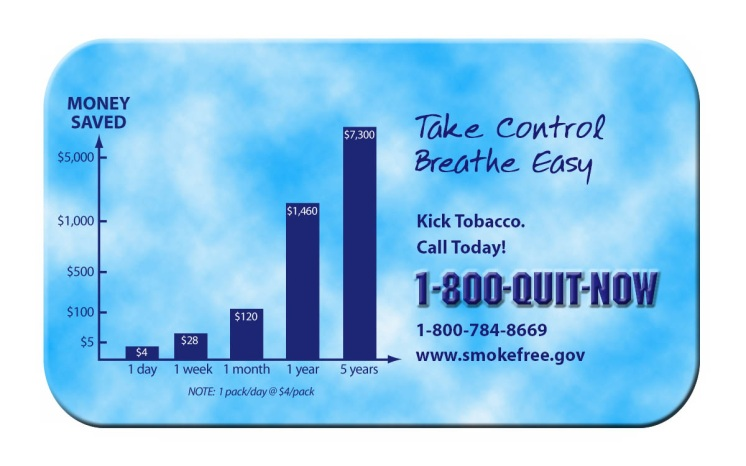 MONEY
SAVED
$5,000
$1,000
$500
$100
$5
$4
$28
$120
$1,460
$7,300
1 day
1 week
1 month
1 year
5 years
NOTE: 1 pack/day @ $4/pack
Take Control
Breathe Easy
Kick Tobacco.
Call Today!
1-800-QUIT-NOW
1-800-784-8669
www.smokefree.gov